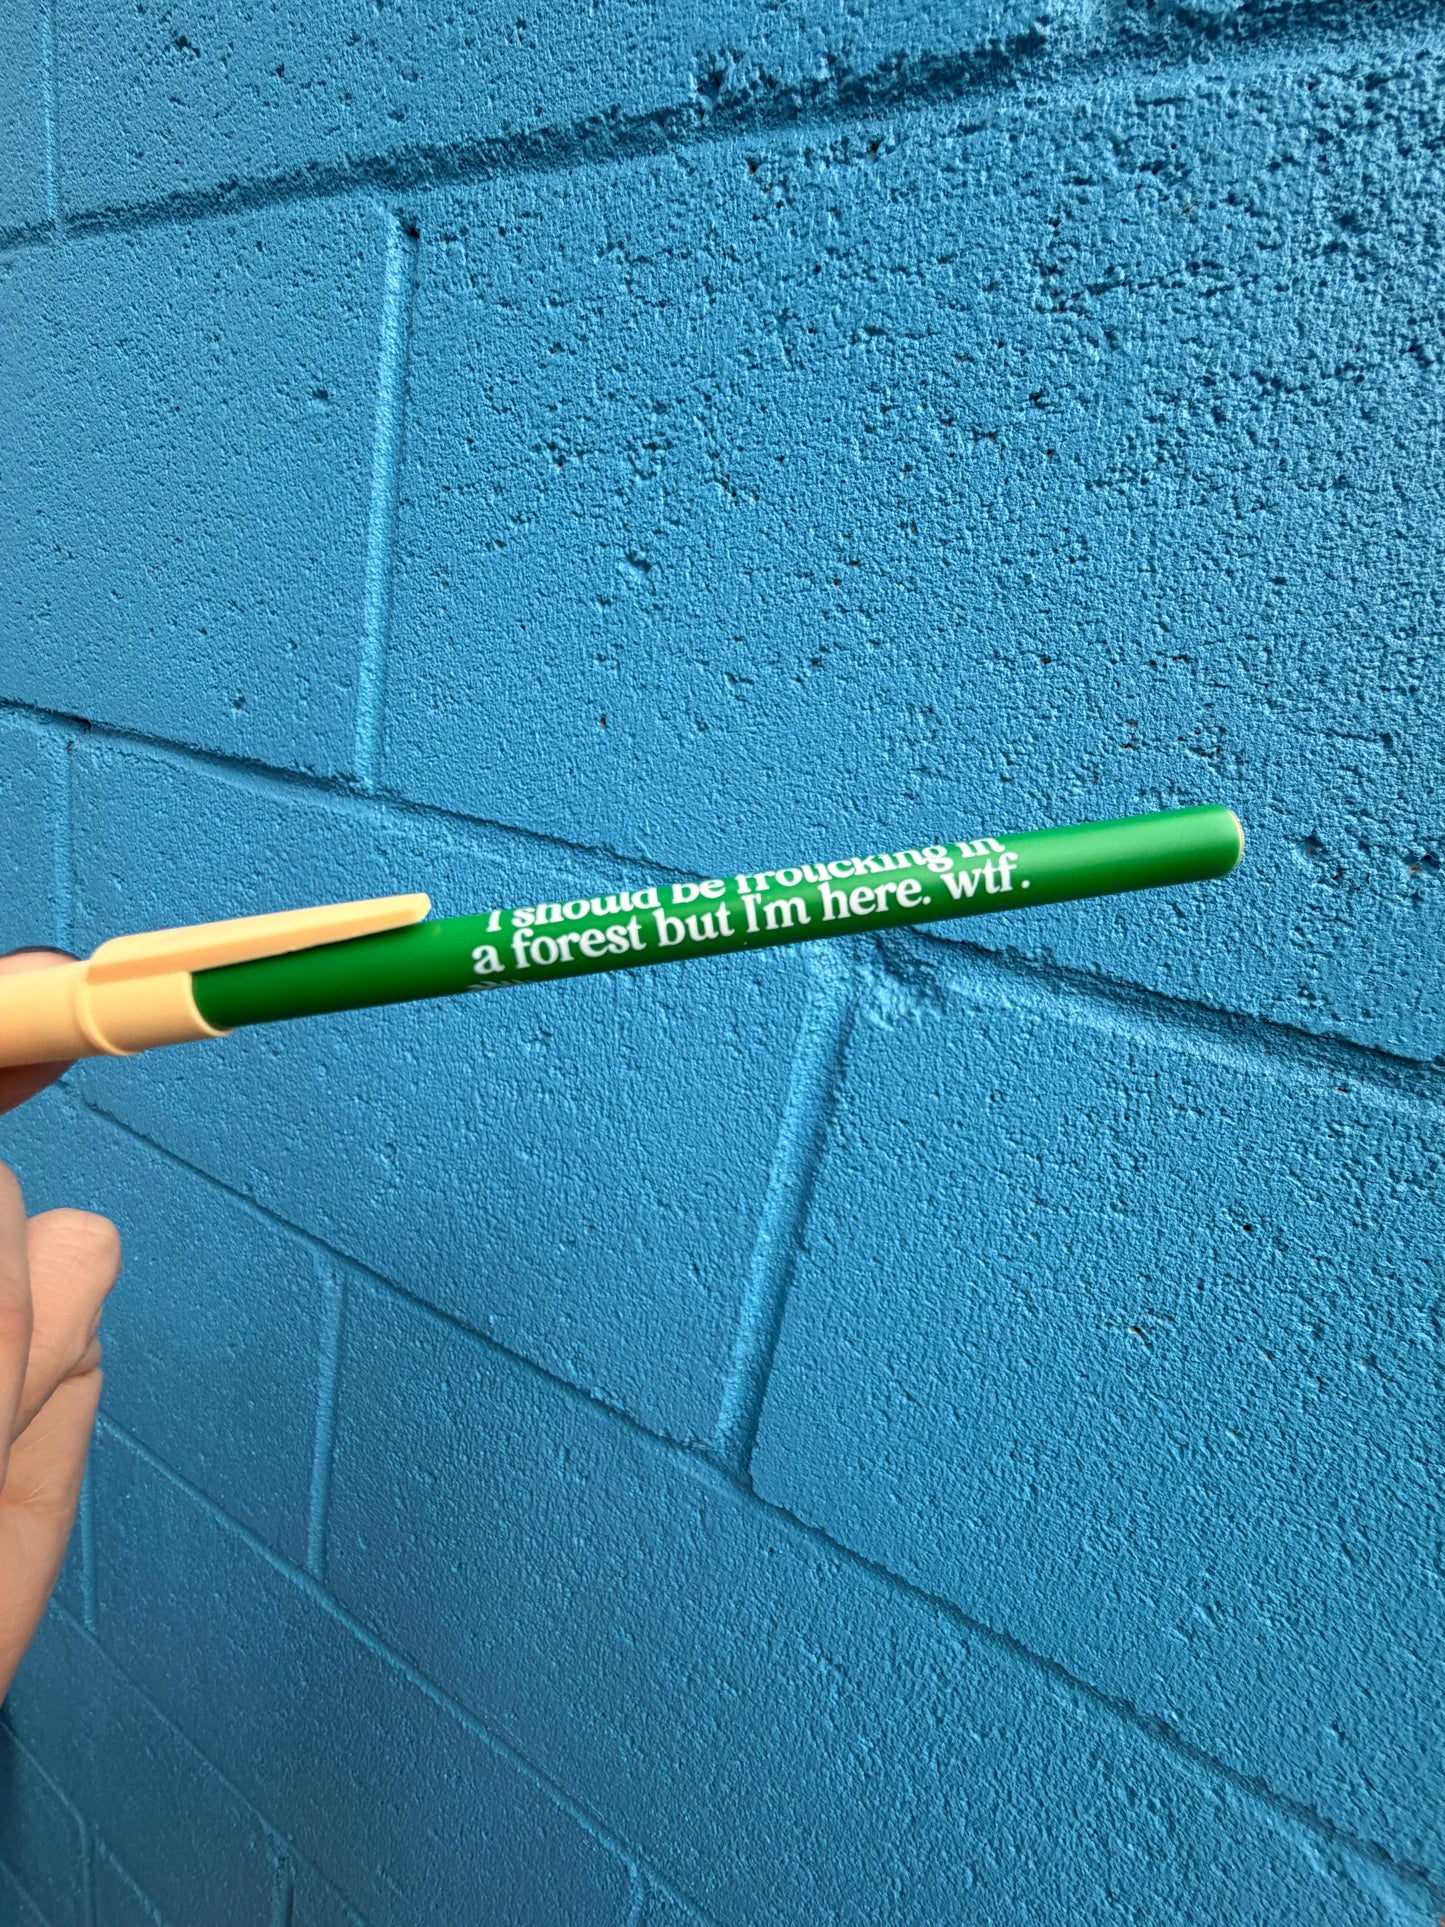 I should be frolicking in
a forest but I'm here. wtf.